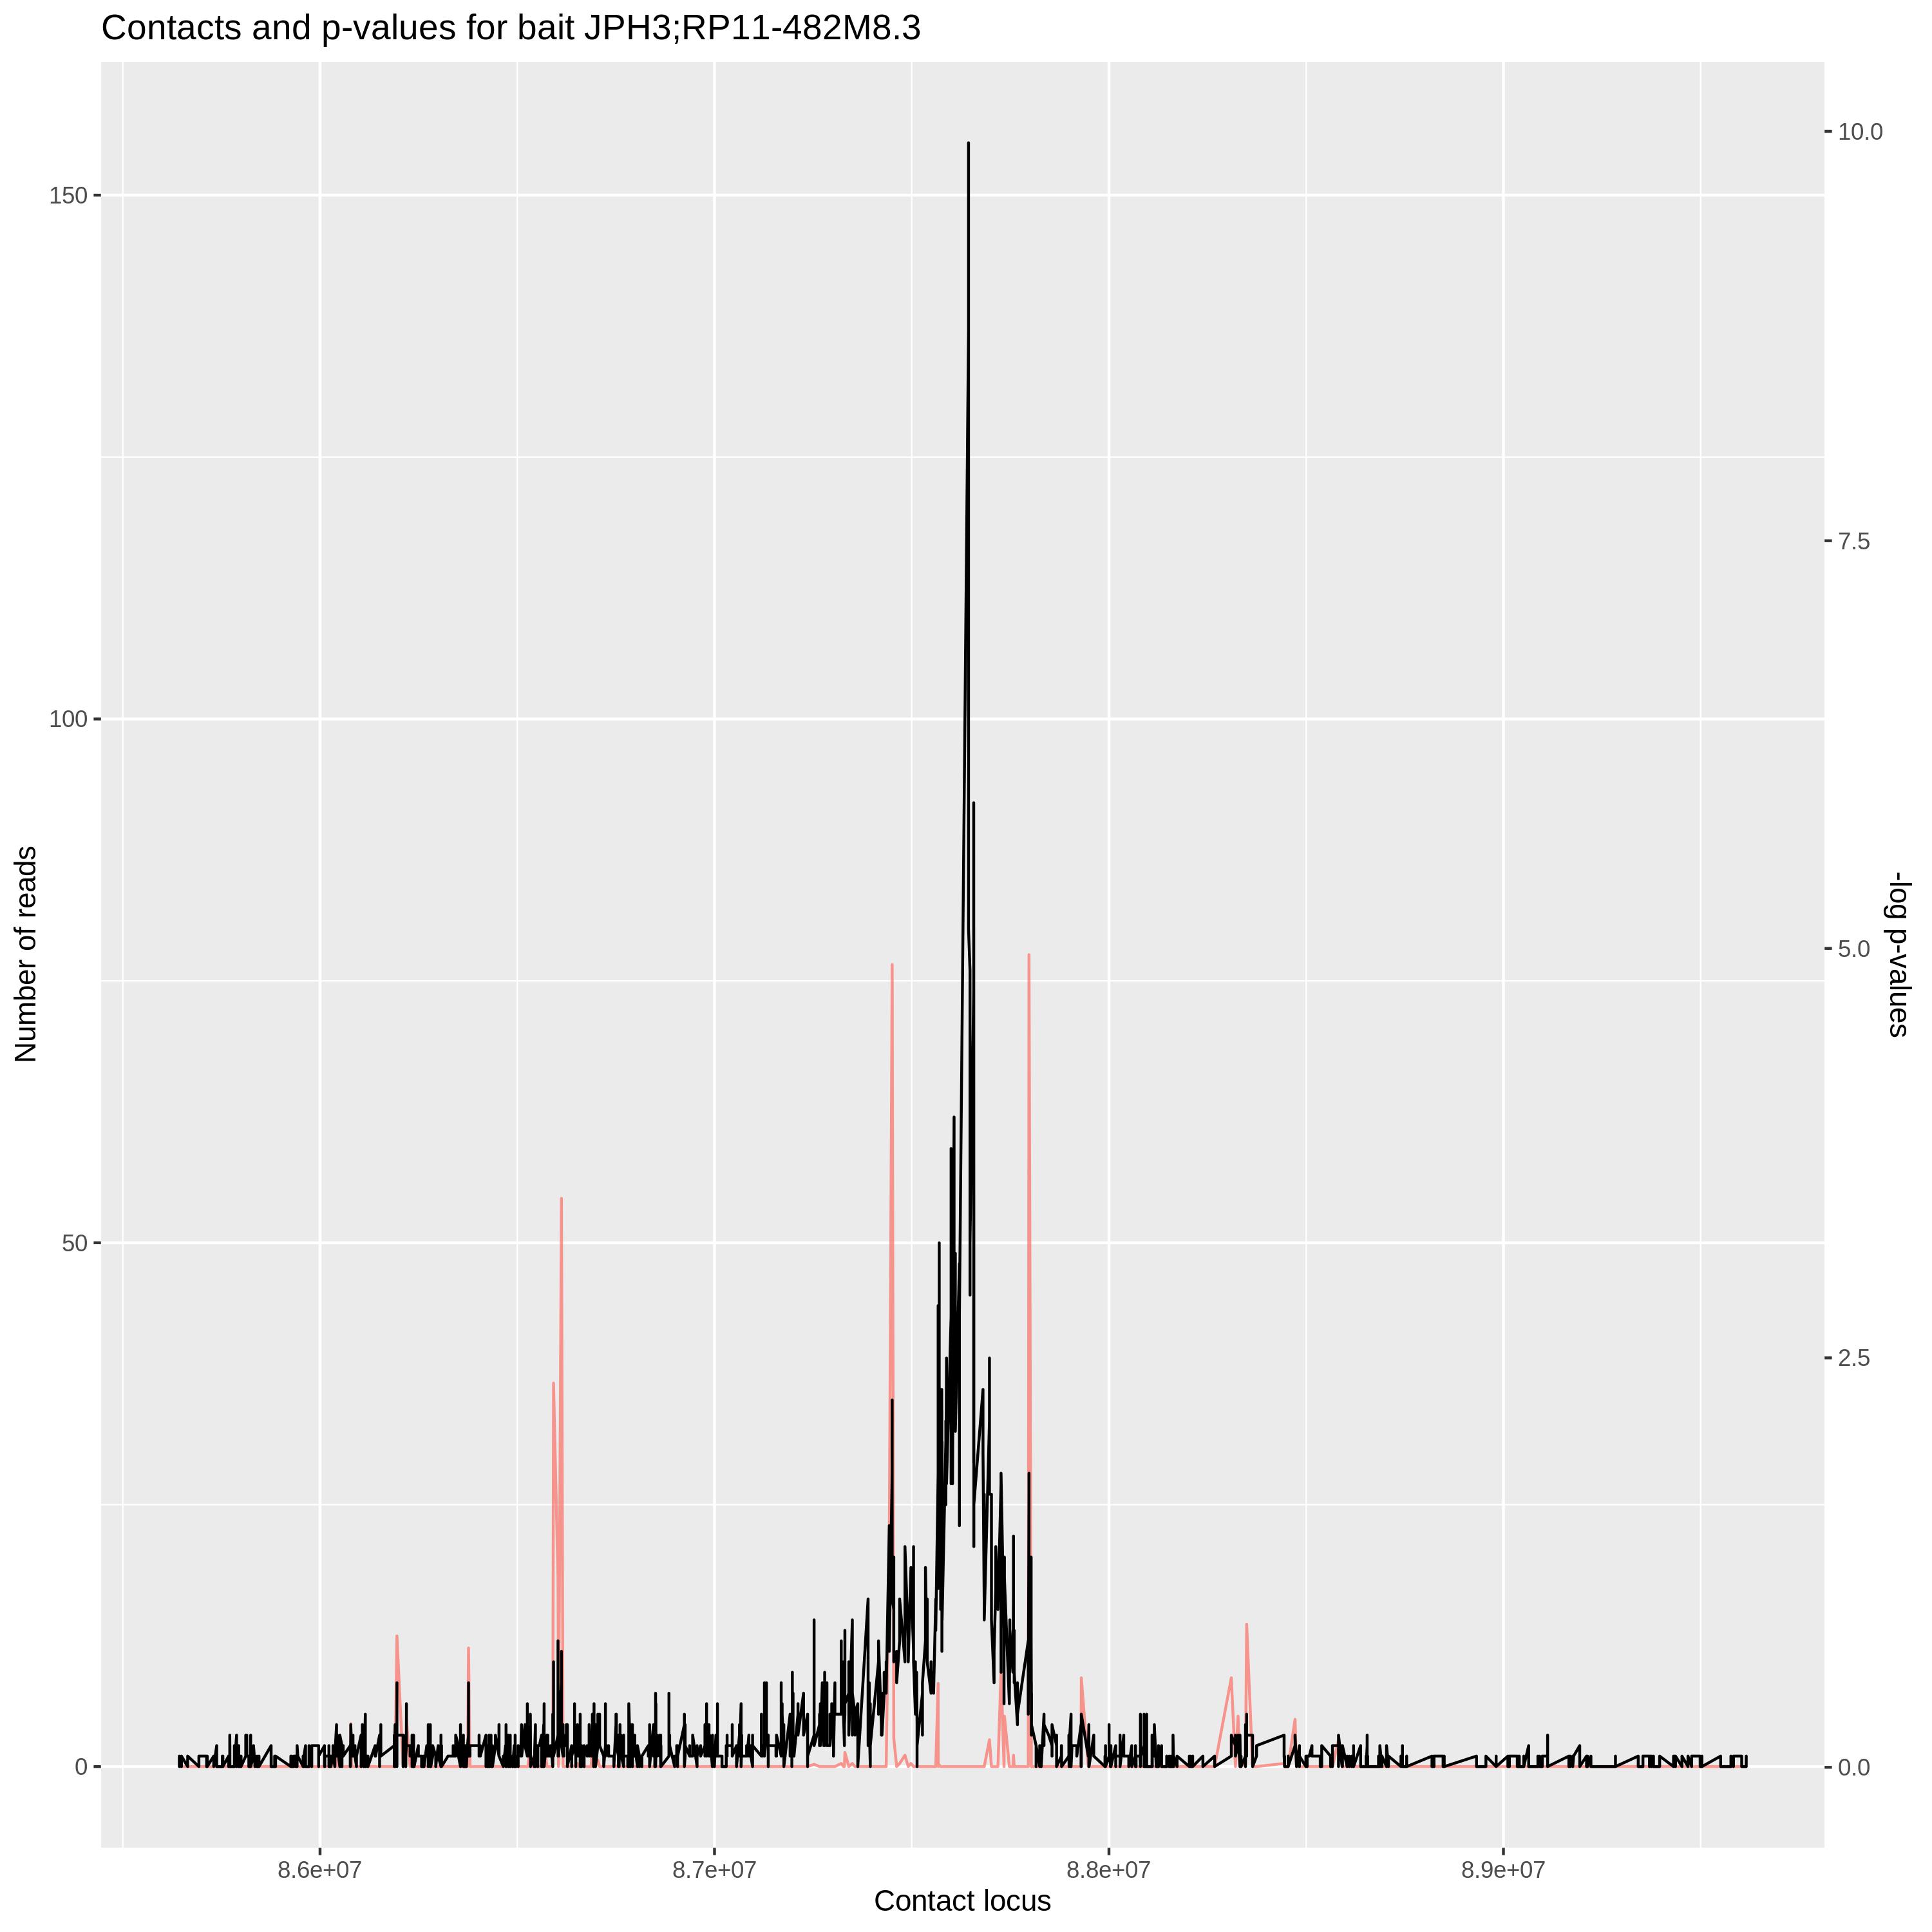 Contacts and p-values for bait JPH3;RP11-482M8.3
150
100
50
0
Number of reads
10.0
7.5
5.0
2.5
0.0
-log p-values
8.6e+07
8.7e+07
8.8e+07
8.9e+07
Contact locus